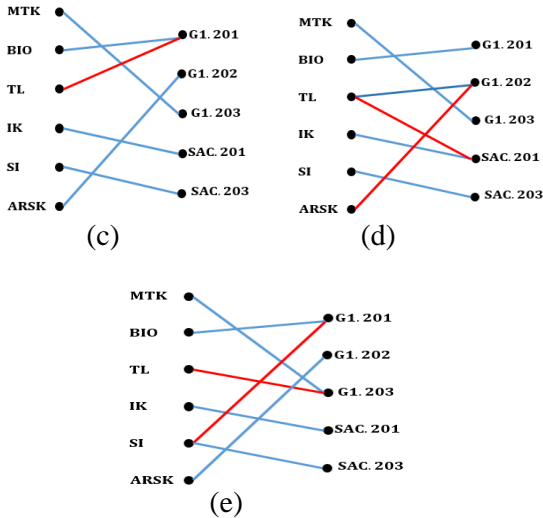 MTK
BIO
TL
IK
SI
ARSK
G1. 201
G1. 202
G1. 203
SAC. 201
SAC. 203
(c)
MTK
BIO
TL
IK
SI
ARSK
G1. 201
G1. 202
G1. 203
SAC. 201
SAC. 203
(d)
MTK
BIO
TL
IK
SI
ARSK
G1. 201
G1. 202
G1. 203
SAC. 201
SAC. 203
(e)